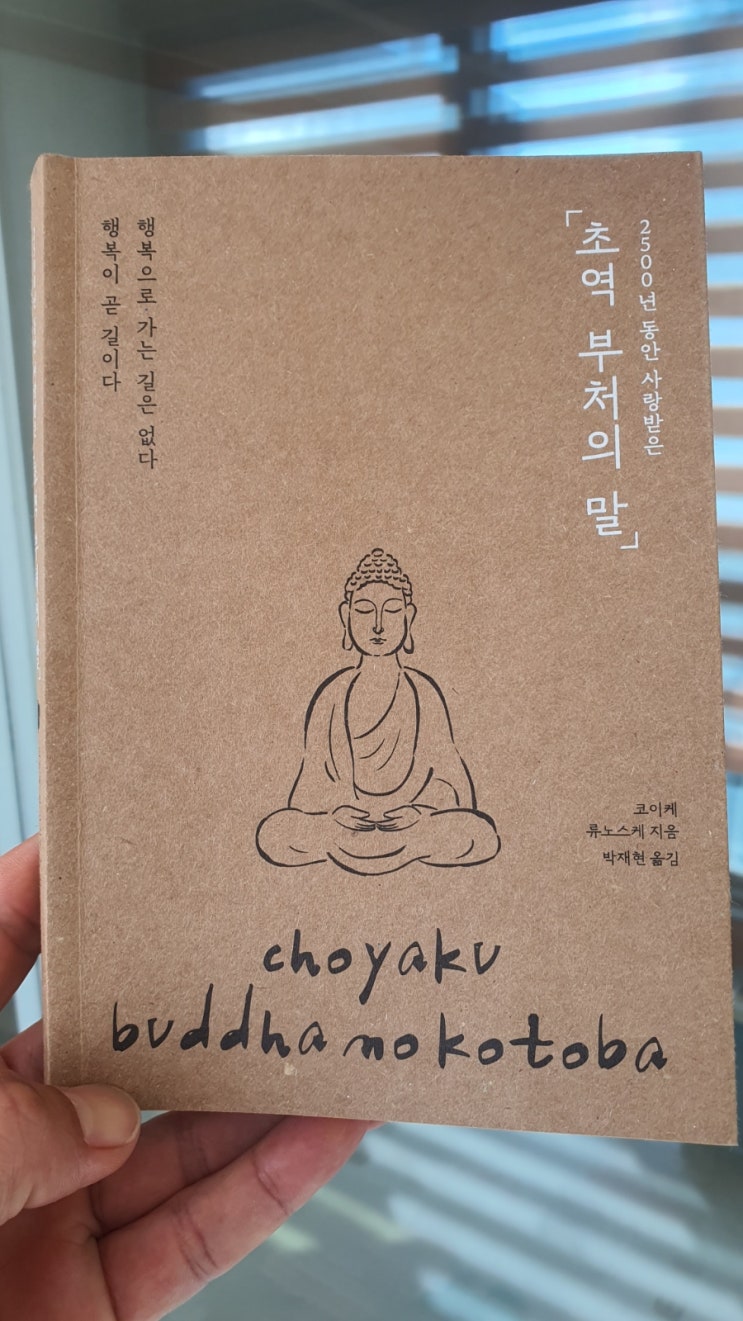 2500년 동안 사랑받은
「초역 부처의 말」
행복으로 가는 길은 없다
행복이 곧 길이다
코이케
류노스케 지음
박재현 옮김
choyaku
buddha no kotoba